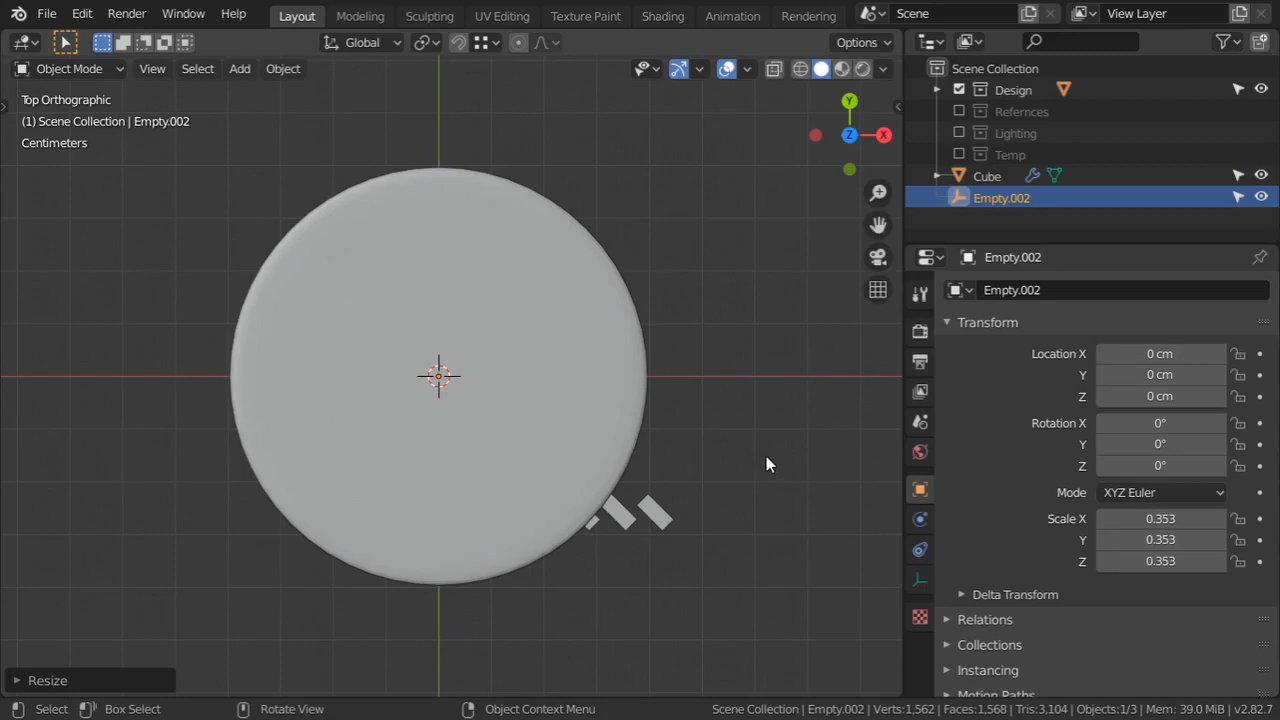 File Edit Render Window Help Layout Modeling Sculpting UV Editing Texture Paint Shading Animation Rendering Scene View Layer
Global Options
Object Mode View Select Add Object
Scene Collection
Design
Refernces
Lighting
Temp
Cube
Empty.002
Top Orthographic
(1) Scene Collection | Empty.002
Centimeters
Y
Z X
Empty.002
Empty.002
Transform
Location X 0 cm
Y 0 cm
Z 0 cm
Rotation X 0°
Y 0°
Z 0°
Mode XYZ Euler
Scale X 0.353
Y 0.353
Z 0.353
Delta Transform
Relations
Collections
Instancing
Motion Paths
Resize
Select Box Select Rotate View Object Context Menu Scene Collection | Empty.002 | Verts:1,562 | Faces:1,568 | Tris:3,104 | Objects:1/3 | Mem: 39.0 MiB | v2.82.7